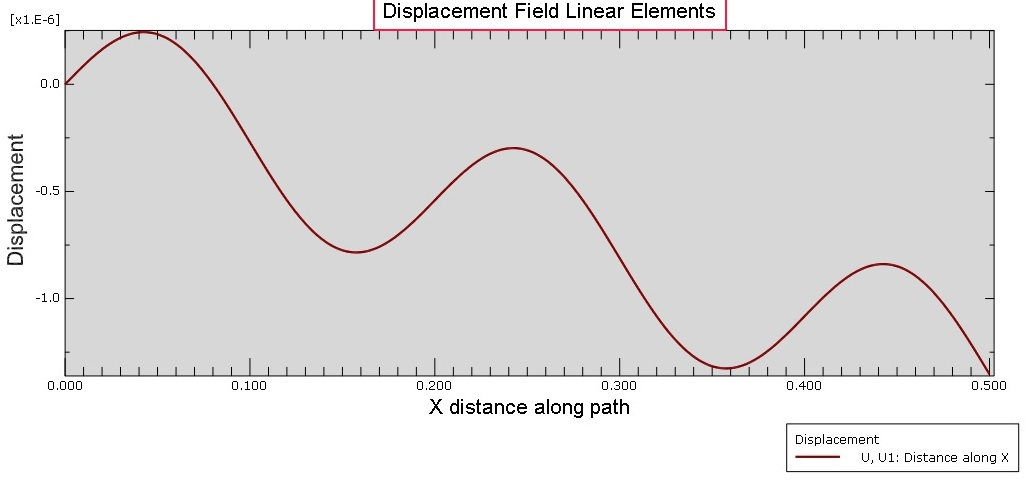 Displacement Field Linear Elements
[x1.E-6]
0.0
-0.5
-1.0
Displacement
0.000 0.100 0.200 0.300 0.400 0.500
X distance along path
Displacement
U, U1: Distance along X